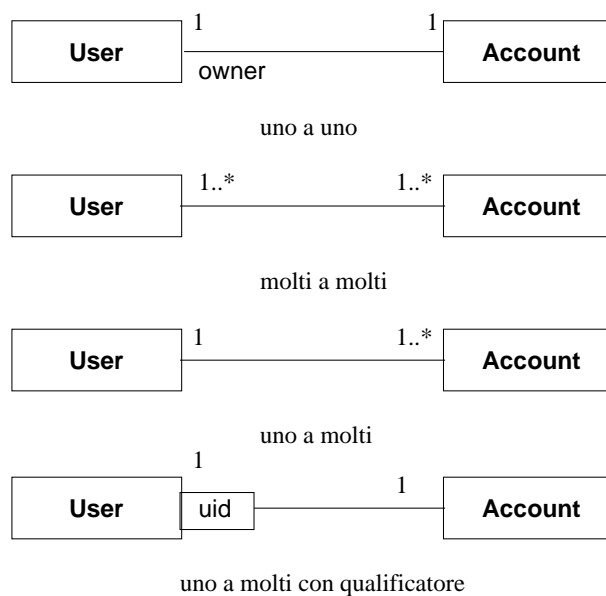 1 1
User Account
owner
uno a uno
1..* 1..*
User Account
molti a molti
1 1..*
User Account
uno a molti
1 1
User uid Account
uno a molti con qualificatore